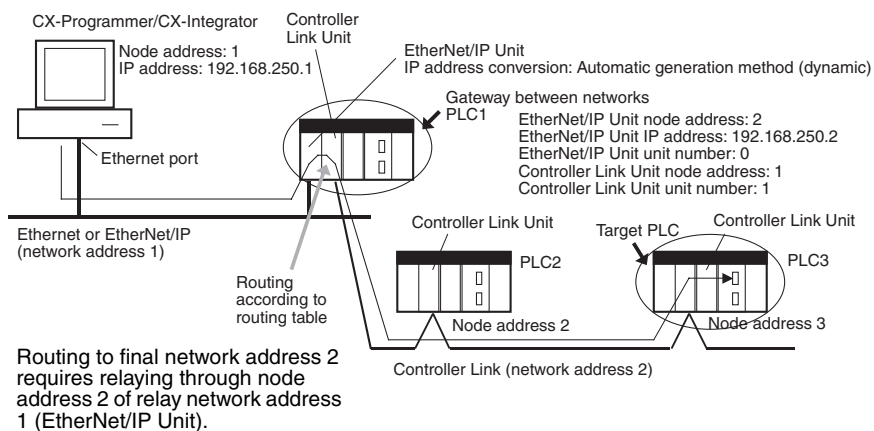 CX-Programmer/CX-Integrator
Node address: 1
IP address: 192.168.250.1
Controller
Link Unit
EtherNet/IP Unit
IP address conversion: Automatic generation method (dynamic)
Gateway between networks
PLC1
EtherNet/IP Unit node address: 2
EtherNet/IP Unit IP address: 192.168.250.2
EtherNet/IP Unit unit number: 0
Controller Link Unit node address: 1
Controller Link Unit unit number: 1
Ethernet port
Ethernet or EtherNet/IP
(network address 1)
Routing
according to
routing table
Controller Link Unit
PLC2
Node address 2
Target PLC
Controller Link Unit
PLC3
Node address 3
Controller Link (network address 2)
Routing to final network address 2
requires relaying through node
address 2 of relay network address
1 (EtherNet/IP Unit).